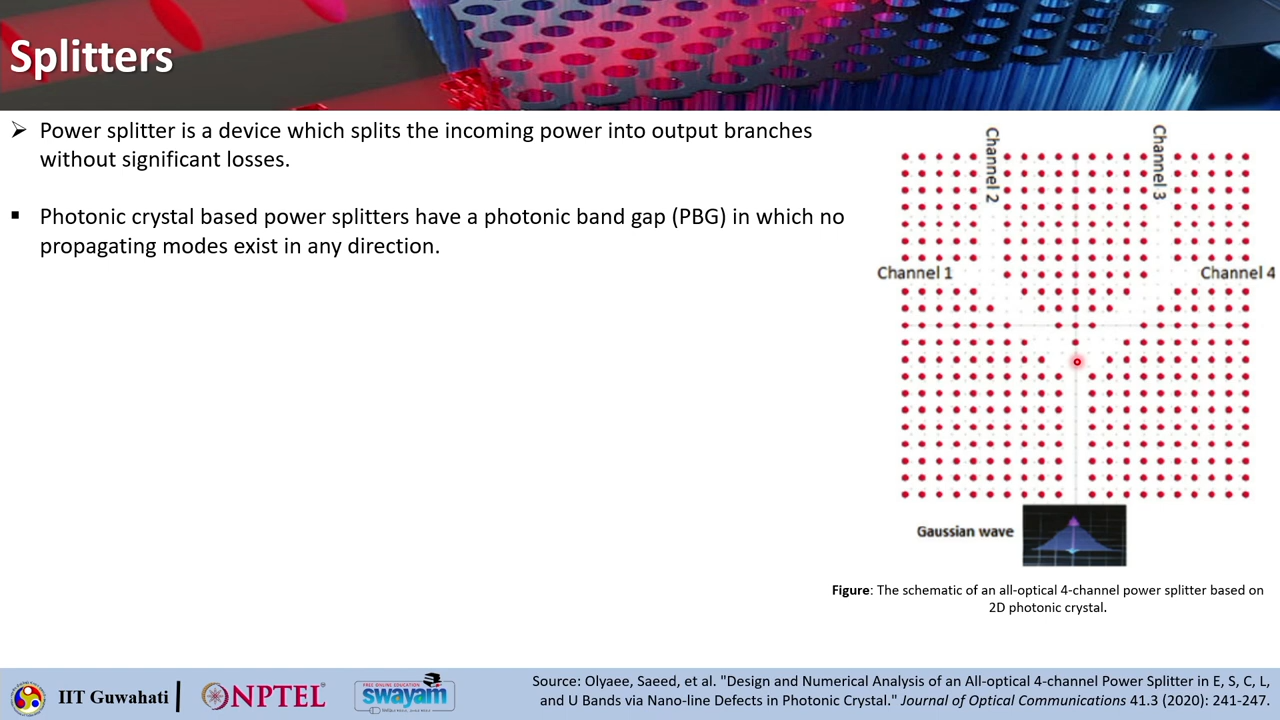 Splitters
Power splitter is a device which splits the incoming power into output branches
without significant losses.
Photonic crystal based power splitters have a photonic band gap (PBG) in which no
propagating modes exist in any direction.
Channel 2
Channel 3
Channel 1
Channel 4
Gaussian wave
Figure: The schematic of an all-optical 4-channel power splitter based on
2D photonic crystal.
IIT Guwahati
NPTEL
FREE ONLINE EDUCATION
swayam
Source: Olyaee, Saeed, et al. "Design and Numerical Analysis of an All-optical 4-channel Power Splitter in E, S, C, L,
and U Bands via Nano-line Defects in Photonic Crystal." Journal of Optical Communications 41.3 (2020): 241-247.